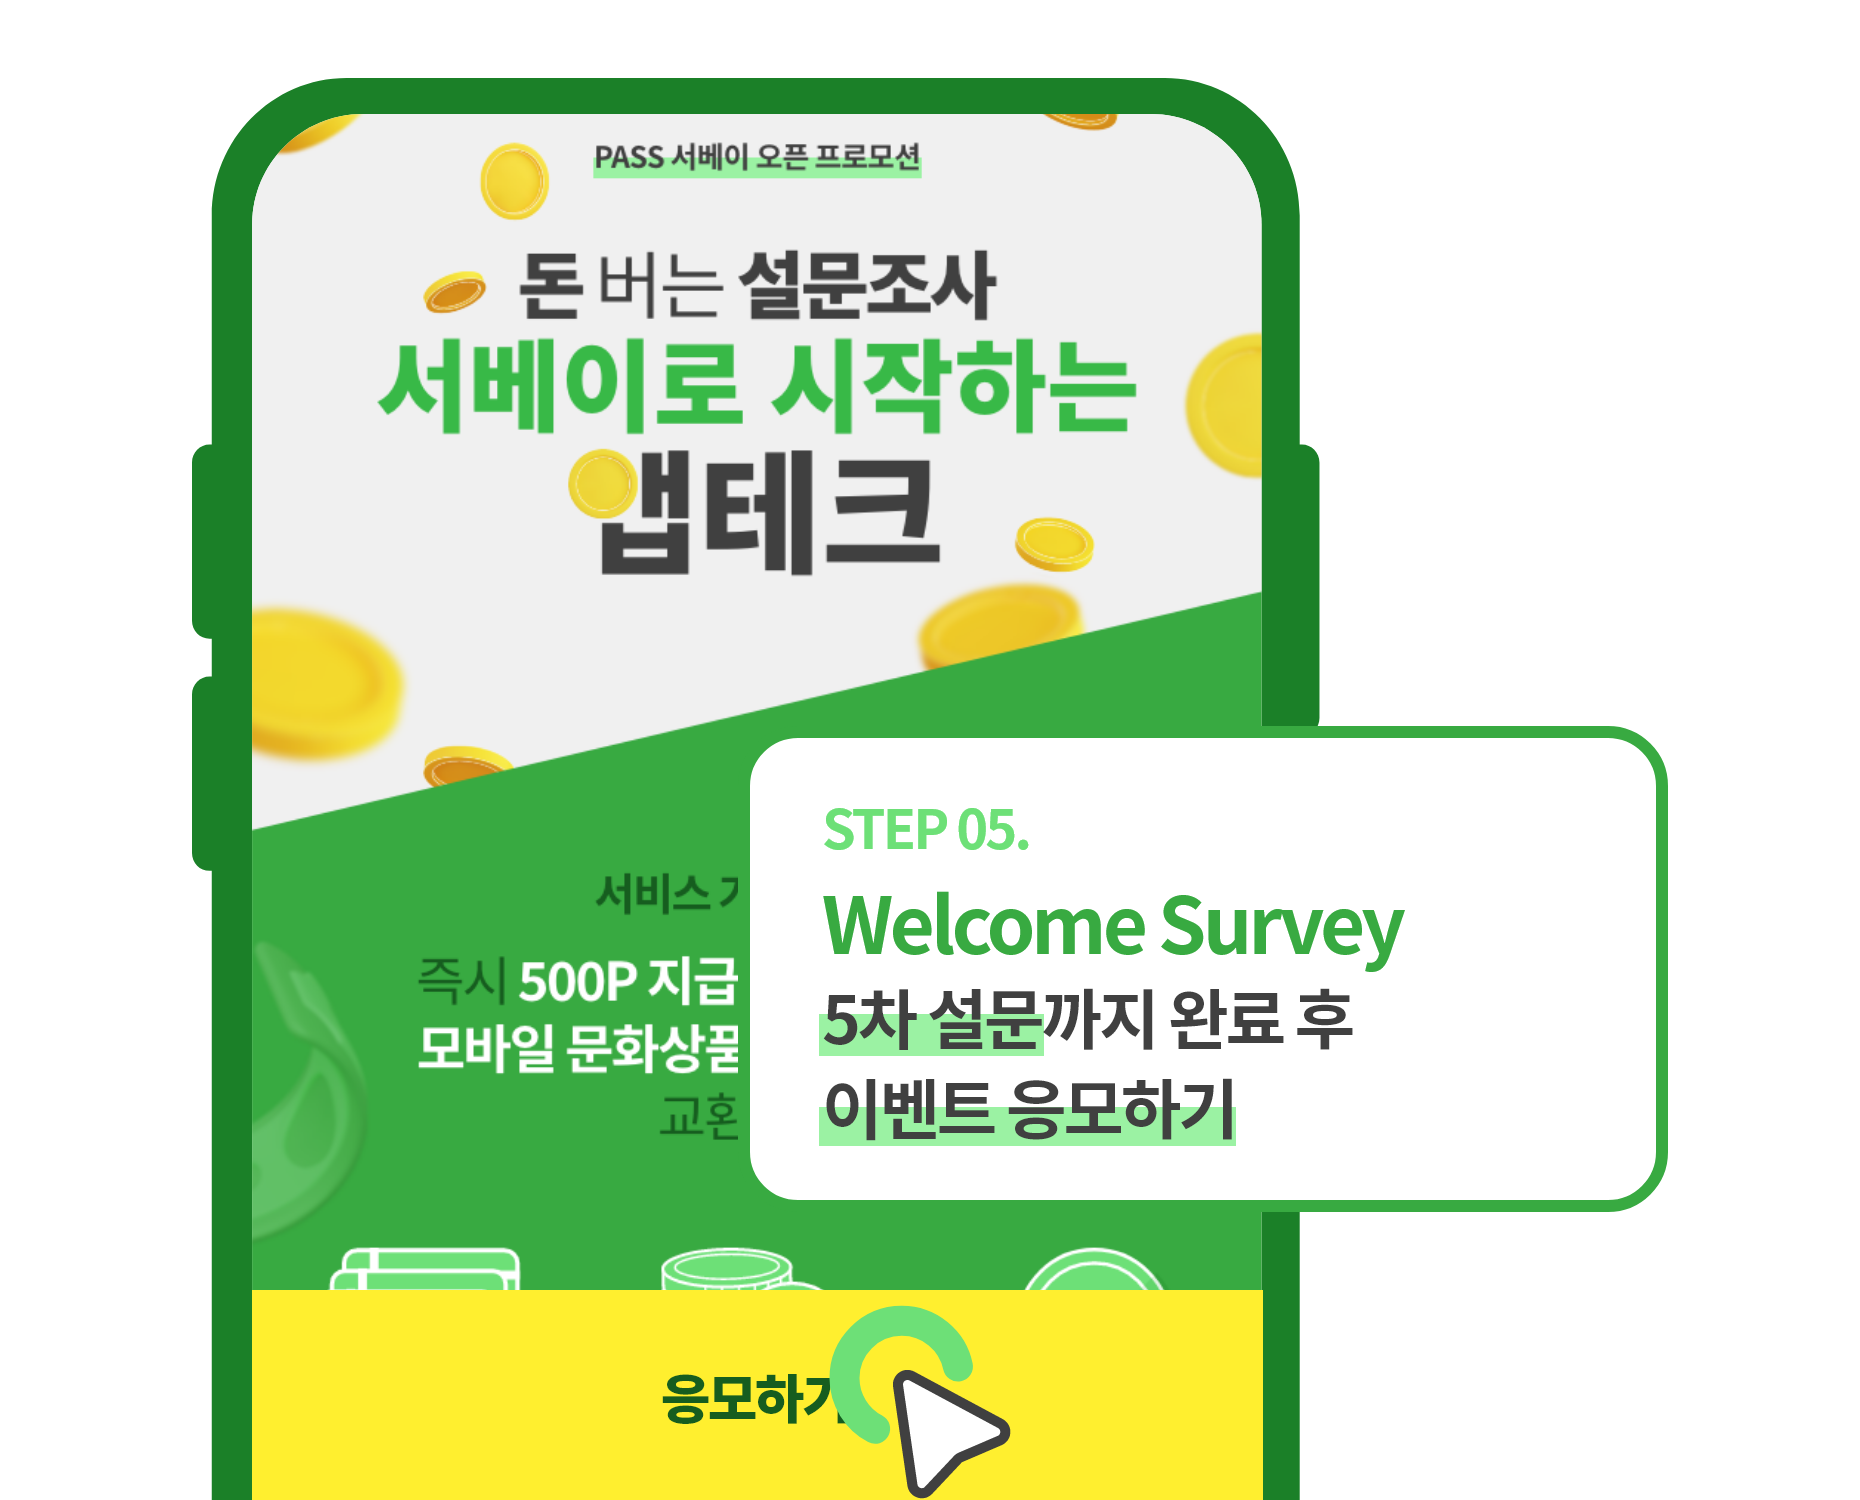 PASS 서베이 오픈 프로모션
돈 버는 설문조사
서베이로 시작하는
앱테크
서비스
즉시 500P 지급
모바일 문화상품
교환
STEP 05.
Welcome Survey
5차 설문까지 완료 후
이벤트 응모하기
응모하기